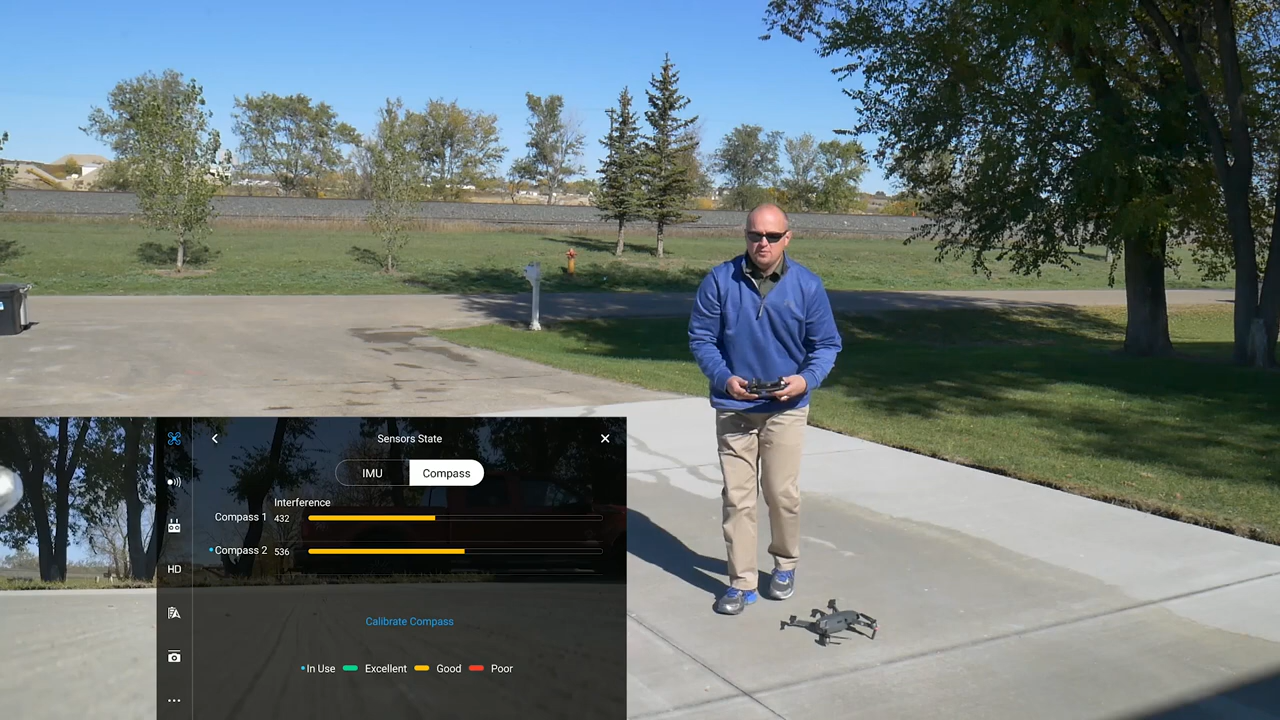 Sensors State
IMU
Compass
Interference
Compass 1 432
Compass 2 536
HD
Calibrate Compass
In Use Excellent Good Poor